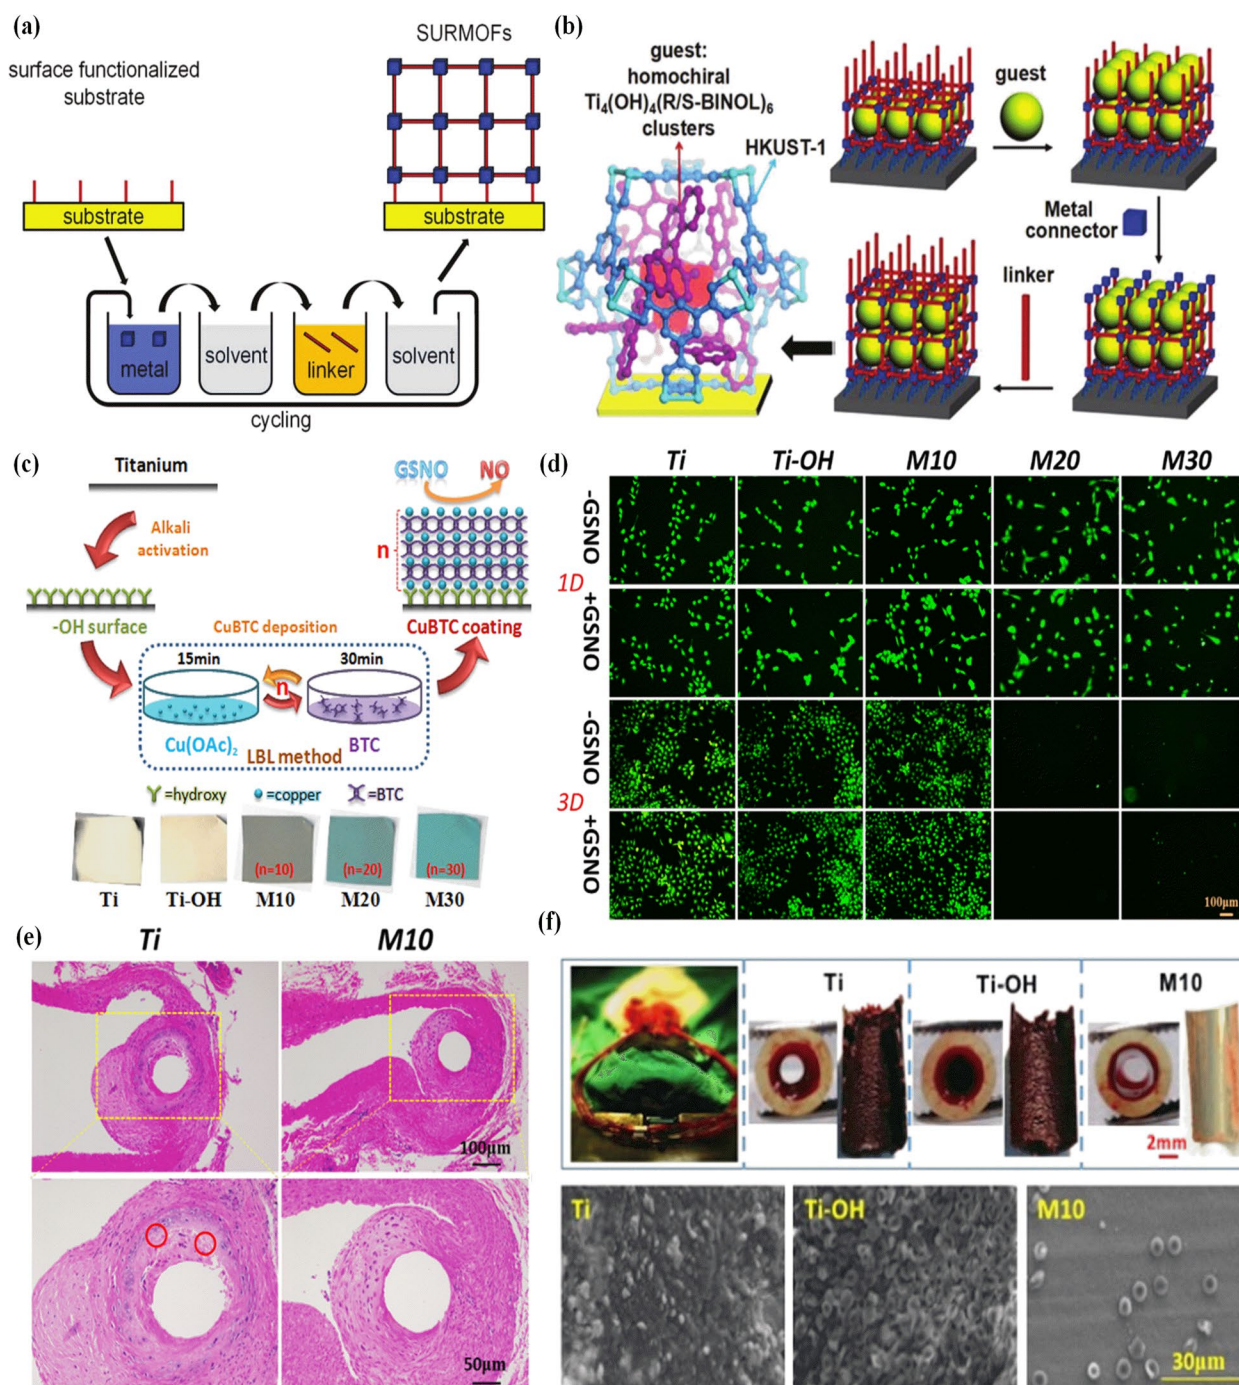 (a)
surface functionalized
substrate
SURMOFs
substrate
substrate
metal
solvent
linker
solvent
cycling
(b)
guest:
homochiral
Ti₄(OH)₄(R/S-BINOL)₆
clusters
HKUST-1
guest
Metal
connector
linker
(c)
Titanium
Alkali
activation
-OH surface
GSNO NO
n
CuBTC coating
CuBTC deposition
15min 30min
n
Cu(OAc)₂ BTC
LBL method
=hydroxy =copper =BTC
(n=10) (n=20) (n=30)
Ti Ti-OH M10 M20 M30
(d)
Ti Ti-OH M10 M20 M30
-GSNO
1D
+GSNO
-GSNO
3D
+GSNO
100μm
(e)
Ti M10
100μm
50μm
(f)
Ti Ti-OH M10
2mm
Ti Ti-OH M10
30μm